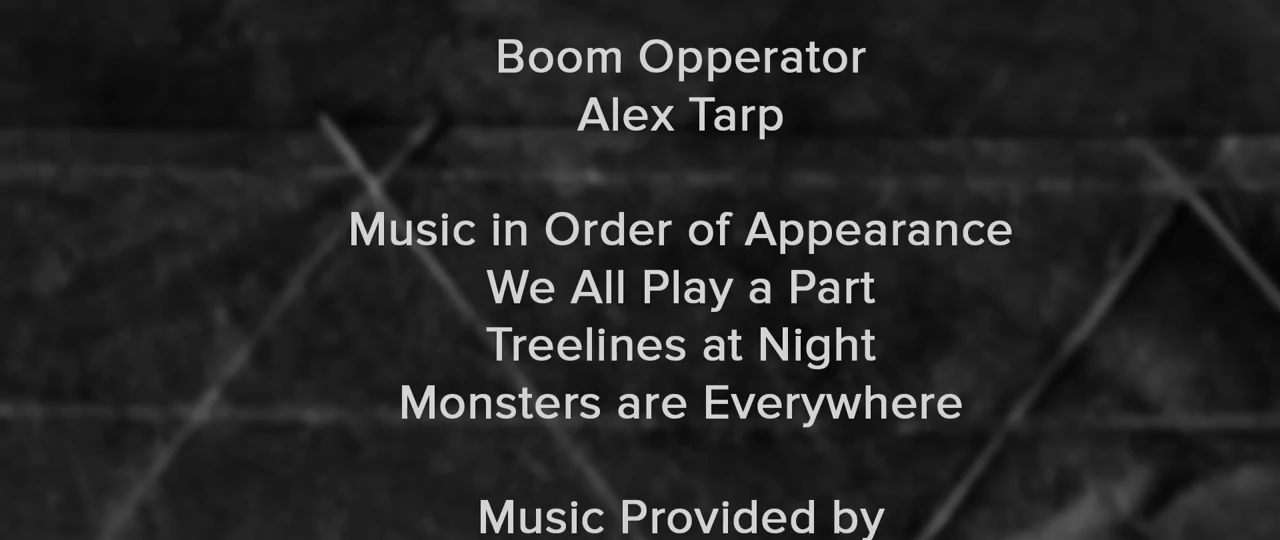 Boom Opperator
Alex Tarp
Music in Order of Appearance
We All Play a Part
Treelines at Night
Monsters are Everywhere
Music Provided by